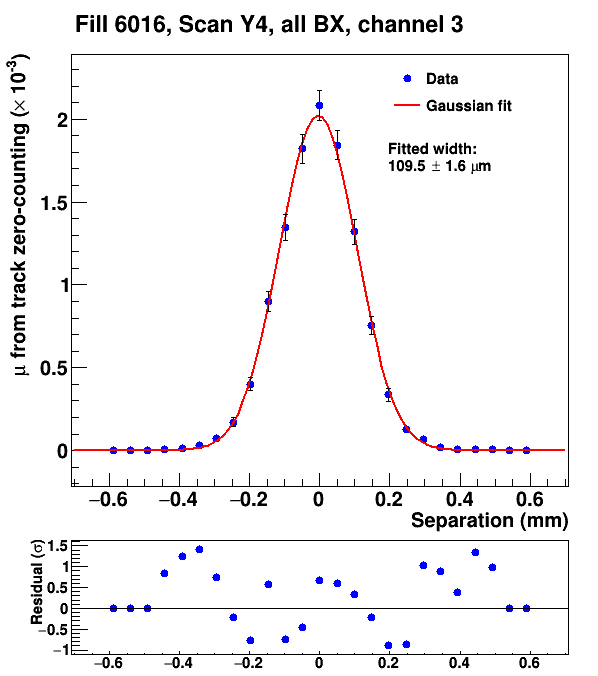 Fill 6016, Scan Y4, all BX, channel 3
μ from track zero-counting (× 10⁻³)
2
1.5
1
0.5
0
Data
Gaussian fit
Fitted width:
109.5 ± 1.6 μm
−0.6 −0.4 −0.2 0 0.2 0.4 0.6
Separation (mm)
Residual (σ)
1.5
1
0.5
0
−0.5
−1
−0.6 −0.4 −0.2 0 0.2 0.4 0.6